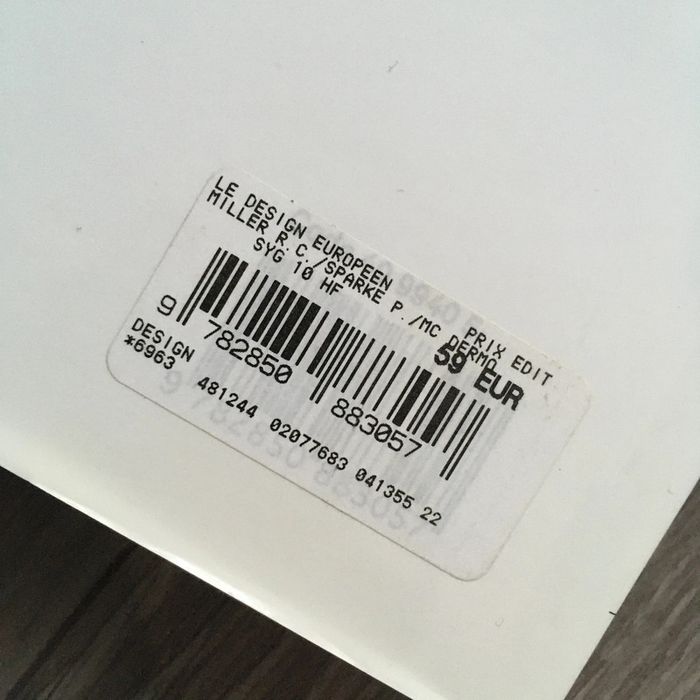 LE DESIGN EUROPEEN
MILLER R.C./SPARKE P./MC DERMO
SYG 10 HF
PRIX EDIT
59 EUR
9 782850 883057
DESIGN
*6963
481244 02077683 041355 22